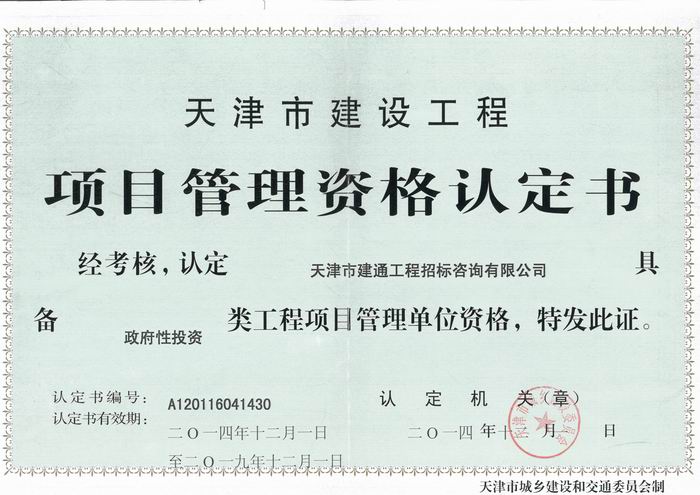 天津市建设工程
项目管理资格认定书
经考核，认定 天津市建通工程招标咨询有限公司 具
备 政府性投资 类工程项目管理单位资格，特发此证。
认定书编号： A120116041430
认定书有效期： 二〇一四年十二月一日
至二〇一九年十二月一日
认定机关（章）
二〇一四 年十 月 日
天津市城乡建设和交通委员会制